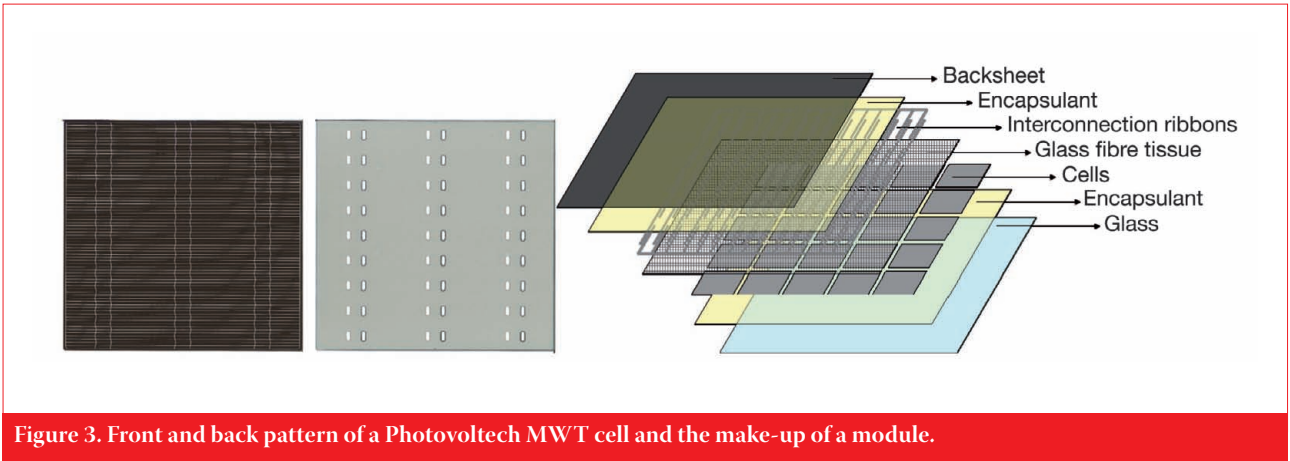 Backsheet
Encapsulant
Interconnection ribbons
Glass fibre tissue
Cells
Encapsulant
Glass
Figure 3. Front and back pattern of a Photovoltech MWT cell and the make-up of a module.